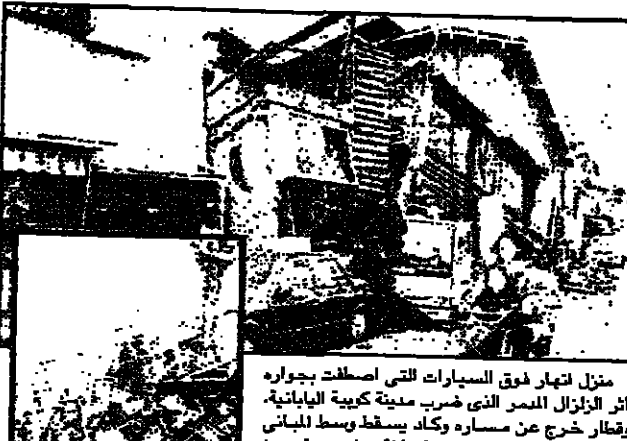 منزل انهار فوق السيارات التى اصطفت بجواره
اثر الزلزال المدمر الذى ضرب مدينة كوبية اليابانية،
وقطار خرج عن مساره وكاد يسقط وسط المبانى